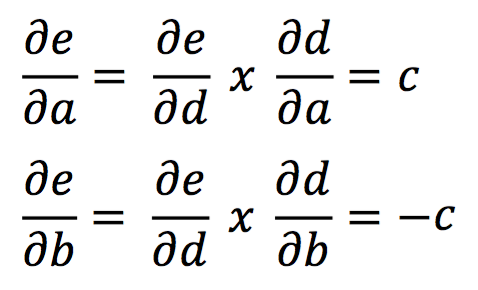 ∂e/∂a = ∂e/∂d x ∂d/∂a = c
∂e/∂b = ∂e/∂d x ∂d/∂b = −c